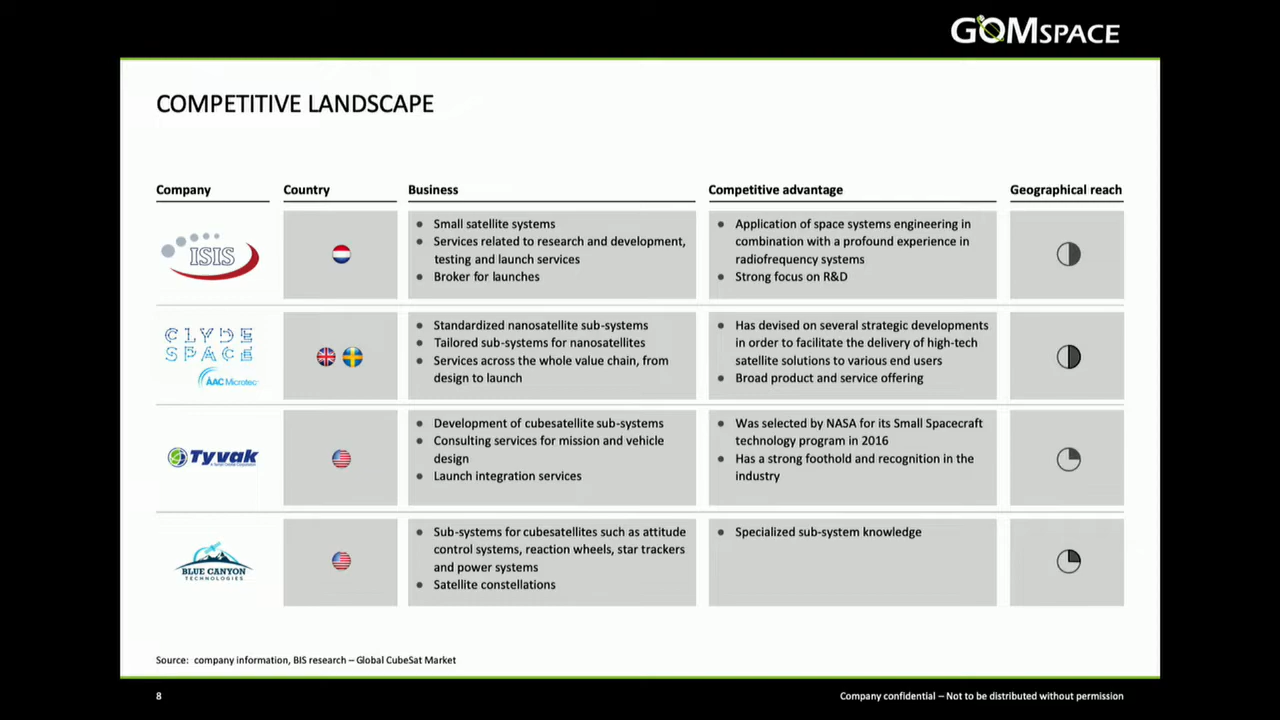 GOMSPACE
COMPETITIVE LANDSCAPE
Company
Country
Business
Competitive advantage
Geographical reach
ISIS
● Small satellite systems
● Services related to research and development,
testing and launch services
● Broker for launches
● Application of space systems engineering in
combination with a profound experience in
radiofrequency systems
● Strong focus on R&D
CLYDE
SPACE
ÅAC Microtec
● Standardized nanosatellite sub-systems
● Tailored sub-systems for nanosatellites
● Services across the whole value chain, from
design to launch
● Has devised on several strategic developments
in order to facilitate the delivery of high-tech
satellite solutions to various end users
● Broad product and service offering
Tyvak
● Development of cubesatellite sub-systems
● Consulting services for mission and vehicle
design
● Launch integration services
● Was selected by NASA for its Small Spacecraft
technology program in 2016
● Has a strong foothold and recognition in the
industry
BLUE CANYON
TECHNOLOGIES
● Sub-systems for cubesatellites such as attitude
control systems, reaction wheels, star trackers
and power systems
● Satellite constellations
● Specialized sub-system knowledge
Source: company information, BIS research – Global CubeSat Market
8
Company confidential – Not to be distributed without permission